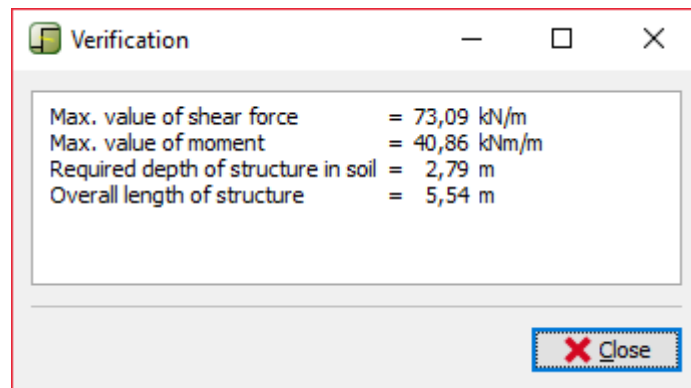 Verification
Max. value of shear force = 73,09 kN/m
Max. value of moment = 40,86 kNm/m
Required depth of structure in soil = 2,79 m
Overall length of structure = 5,54 m
Close